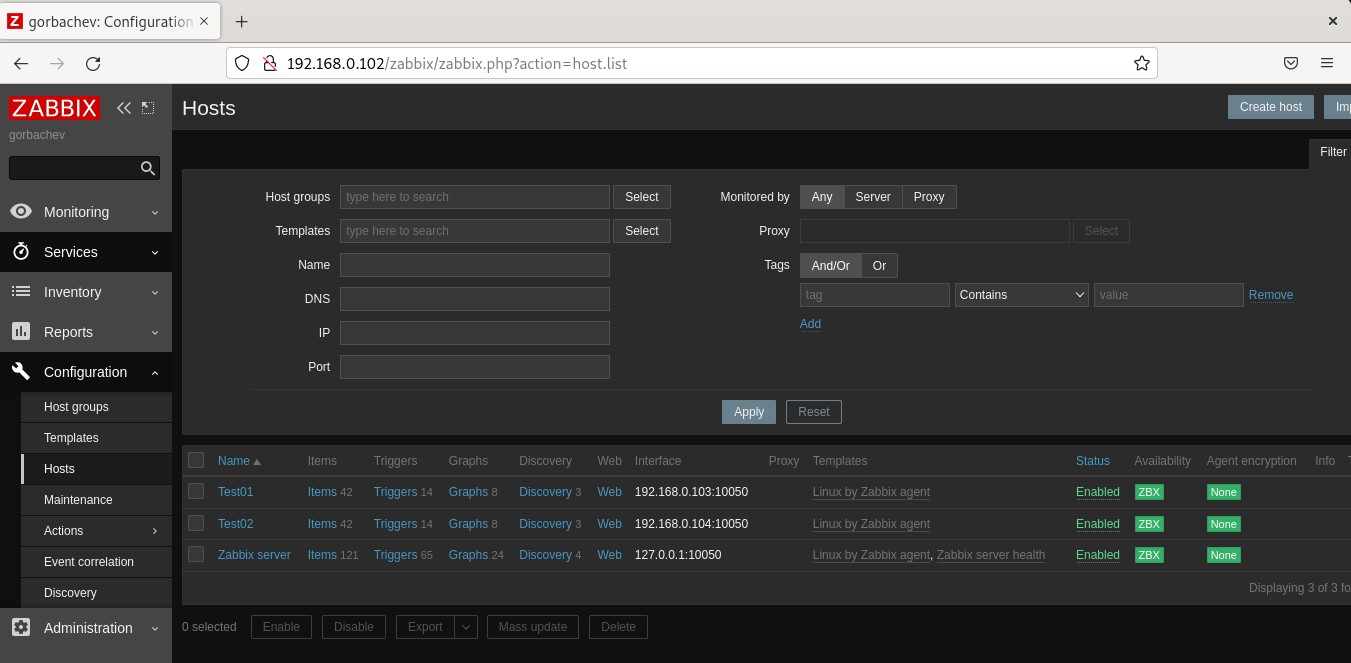 Z gorbachev: Configuration
192.168.0.102/zabbix/zabbix.php?action=host.list
ZABBIX
gorbachev
Monitoring
Services
Inventory
Reports
Configuration
Host groups
Templates
Hosts
Maintenance
Actions
Event correlation
Discovery
Administration
Hosts Create host Imp
Filter
Host groups type here to search Select Monitored by Any Server Proxy
Templates type here to search Select Proxy Select
Name Tags And/Or Or
DNS tag Contains value Remove
Add
IP
Port
Apply Reset
Name Items Triggers Graphs Discovery Web Interface Proxy Templates Status Availability Agent encryption Info
Test01 Items 42 Triggers 14 Graphs 8 Discovery 3 Web 192.168.0.103:10050 Linux by Zabbix agent Enabled ZBX None
Test02 Items 42 Triggers 14 Graphs 8 Discovery 3 Web 192.168.0.104:10050 Linux by Zabbix agent Enabled ZBX None
Zabbix server Items 121 Triggers 65 Graphs 24 Discovery 4 Web 127.0.0.1:10050 Linux by Zabbix agent, Zabbix server health Enabled ZBX None
Displaying 3 of 3 fo
0 selected Enable Disable Export Mass update Delete